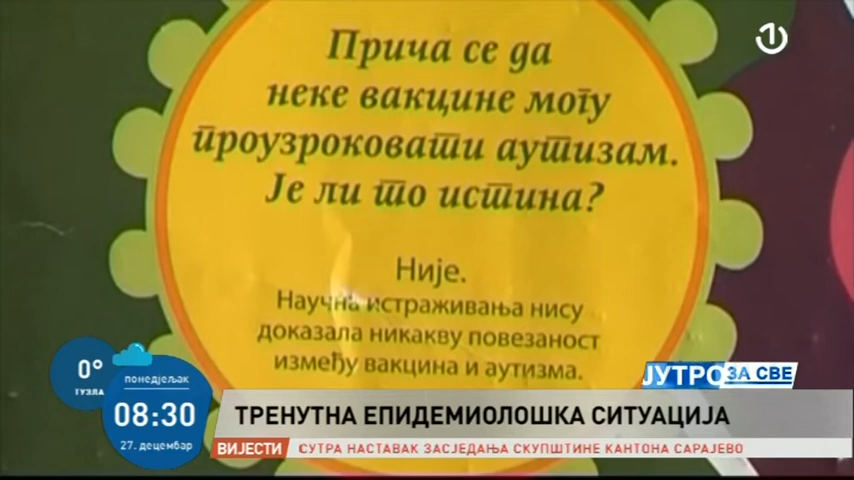 Прича се да
неке вакцине могу
проузроковати аутизам.
Је ли то истина?
Није.
Научна истраживања нису
доказала никакву повезаност
између вакцина и аутизма.
0°
ТУЗЛА
понедјељак
08:30
27. децембар
ЈУТРО ЗА СВЕ
ТРЕНУТНА ЕПИДЕМИОЛОШКА СИТУАЦИЈА
ВИЈЕСТИ
СУТРА НАСТАВАК ЗАСЈЕДАЊА СКУПШТИНЕ КАНТОНА САРАЈЕВО
1